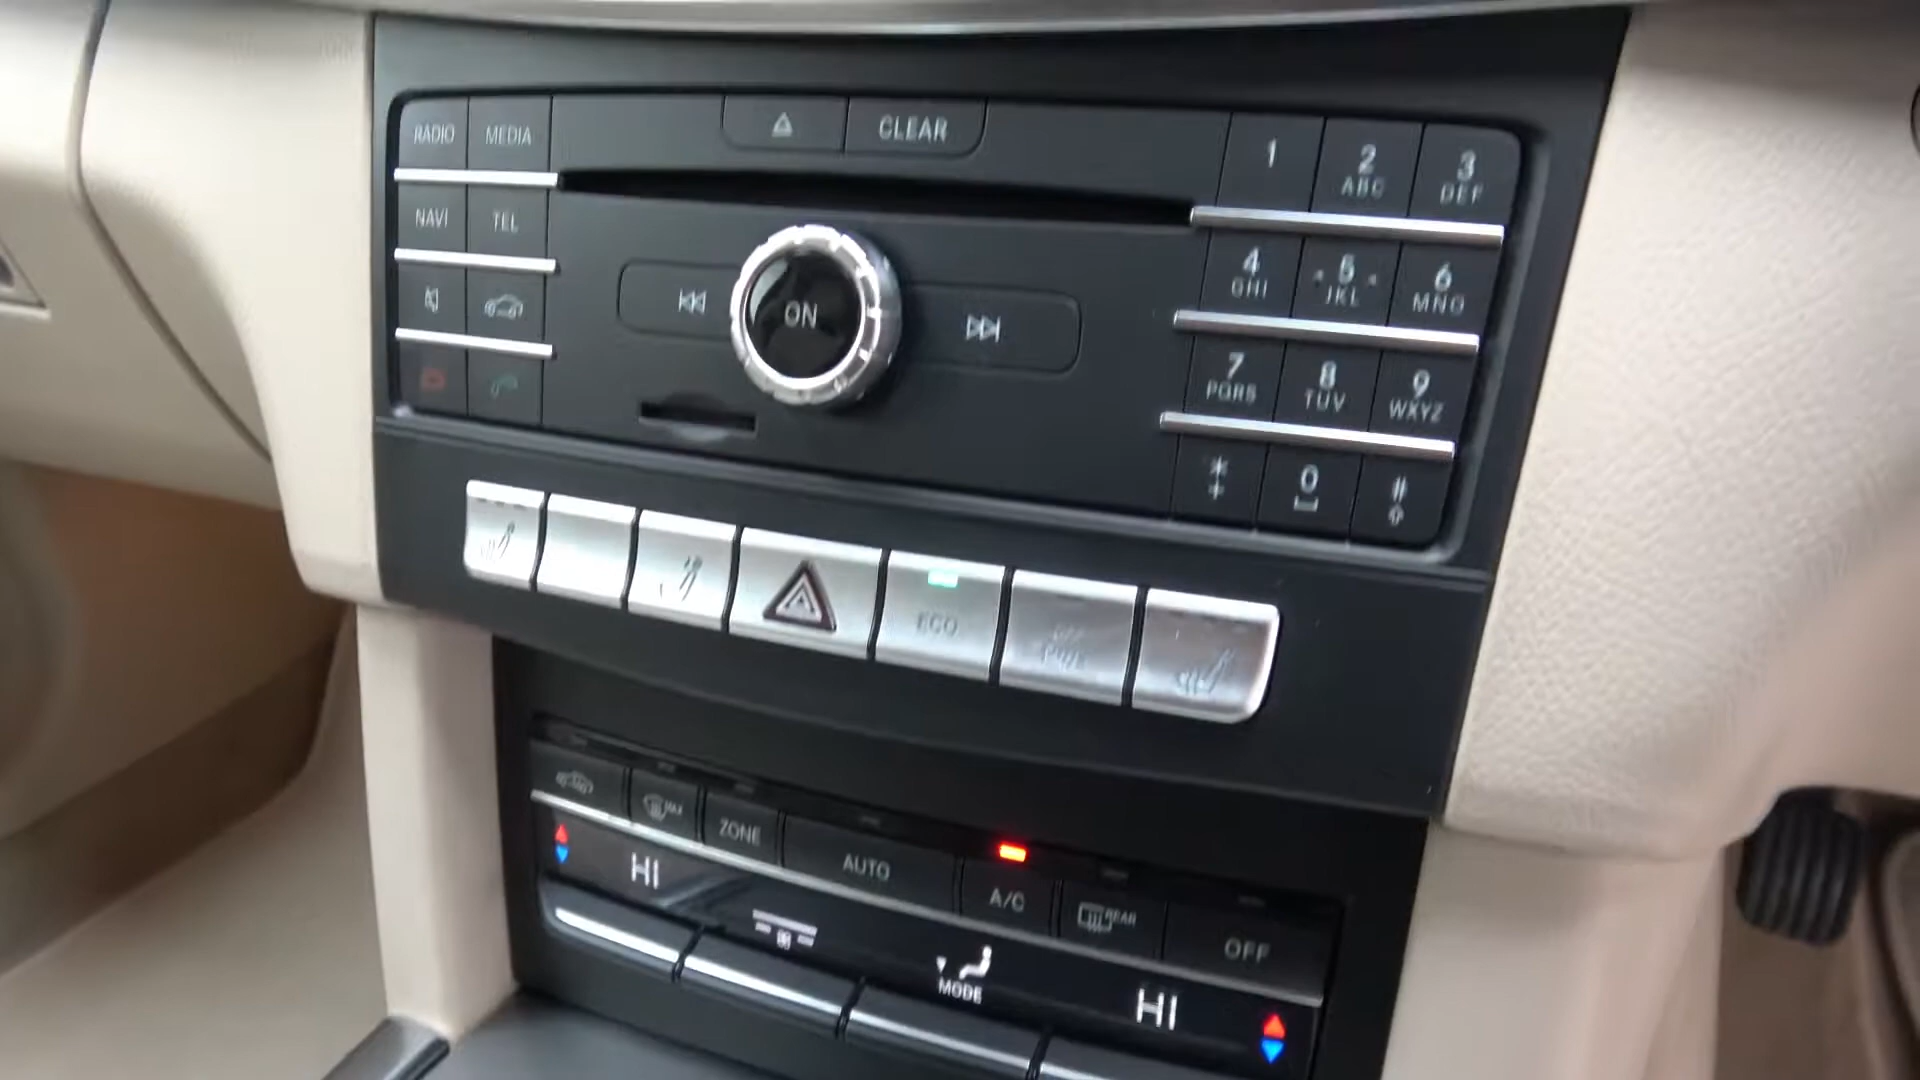 RADIO MEDIA CLEAR 1 2 ABC 3 DEF
NAVI TEL
ON
4 GHI 5 JKL 6 MNO
7 PQRS 8 TUV 9 WXYZ
* + 0 #
ECO
MAX
ZONE
AUTO
A/C
REAR
OFF
HI
MODE
HI